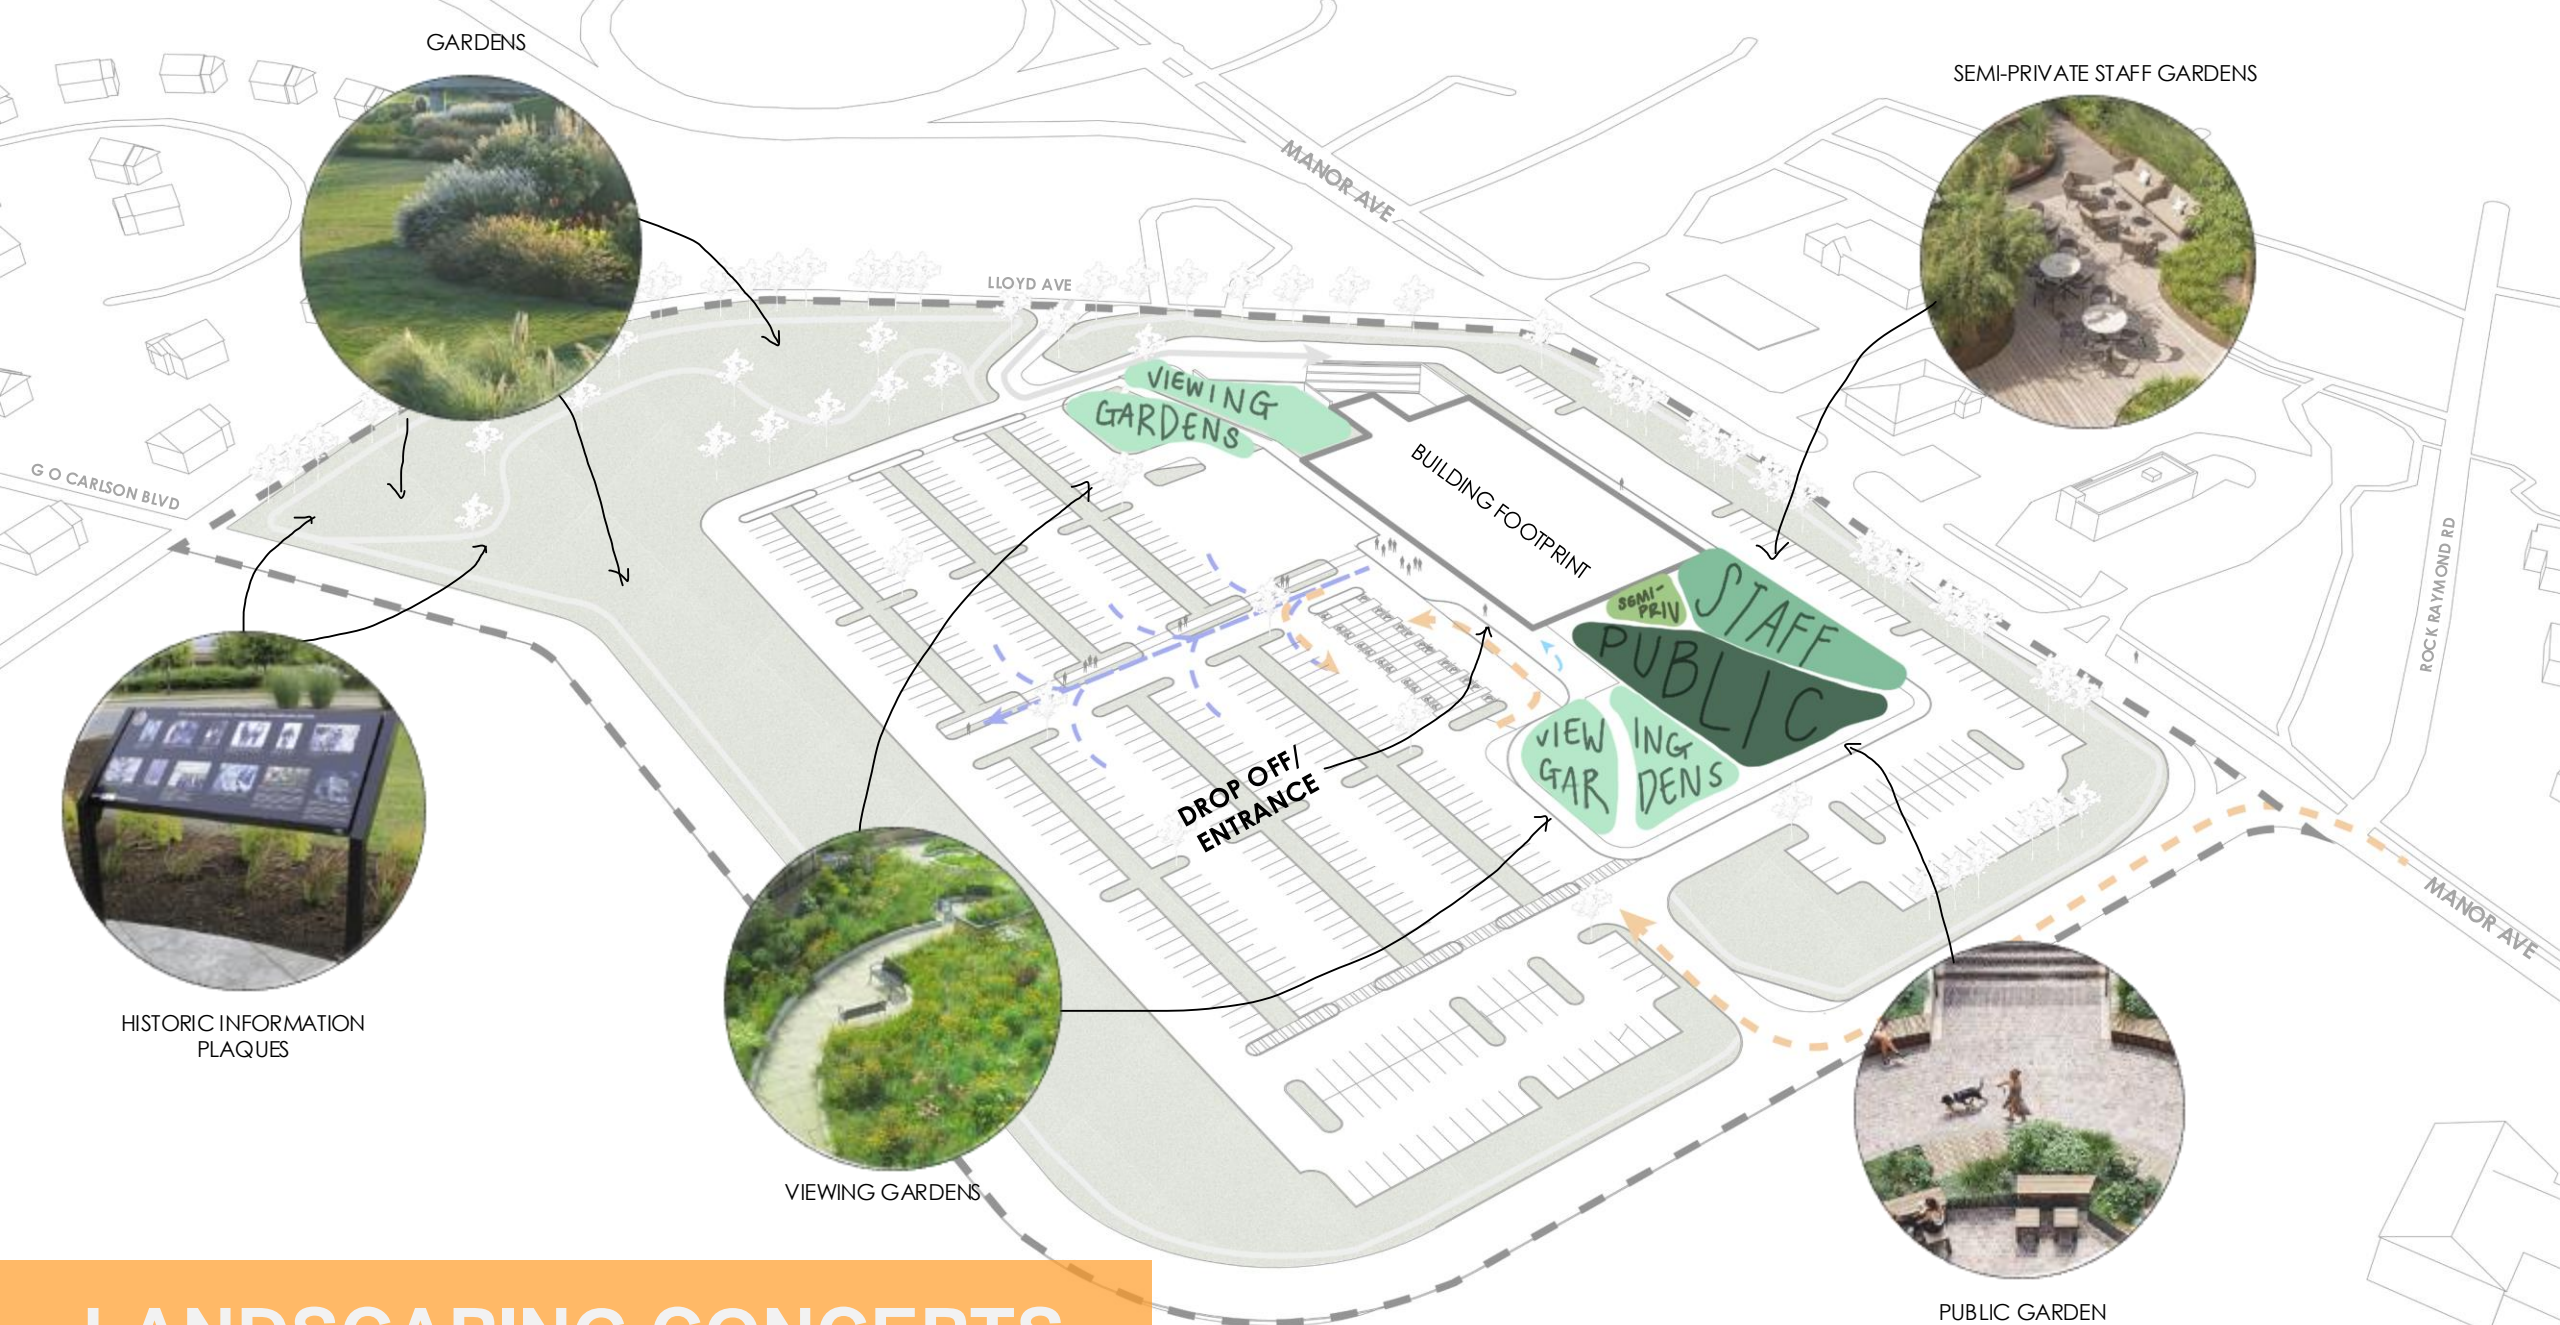 GARDENS
SEMI-PRIVATE STAFF GARDENS
MANOR AVE
LLOYD AVE
G O CARLSON BLVD
VIEWING
GARDENS
BUILDING FOOTPRINT
ROCK RAYMOND RD
SEMI-
PRIV
STAFF
PUBLIC
VIEW ING
GAR DENS
DROP OFF/
ENTRANCE
MANOR AVE
HISTORIC INFORMATION
PLAQUES
VIEWING GARDENS
PUBLIC GARDEN
LANDSCAPING CONCEPTS